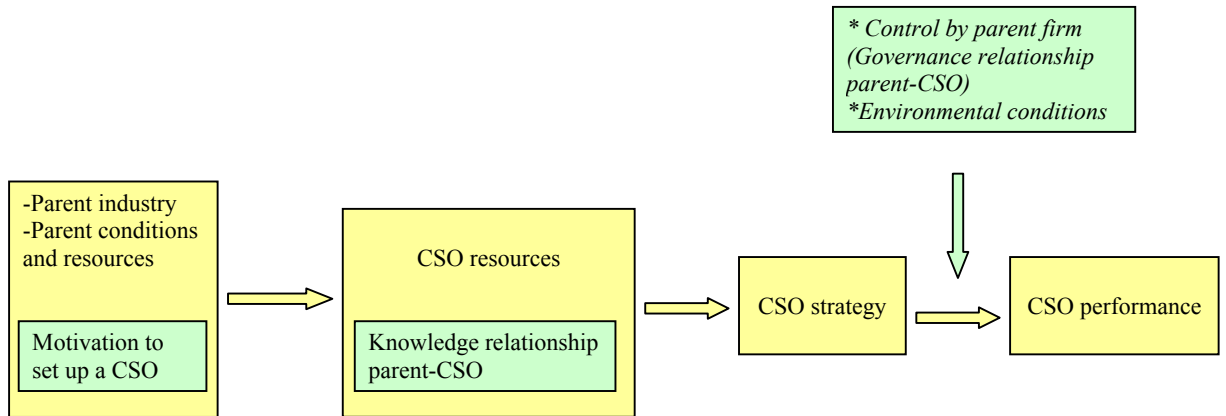 * Control by parent firm
(Governance relationship
parent-CSO)
*Environmental conditions
-Parent industry
-Parent conditions
and resources
Motivation to
set up a CSO
CSO resources
Knowledge relationship
parent-CSO
CSO strategy
CSO performance